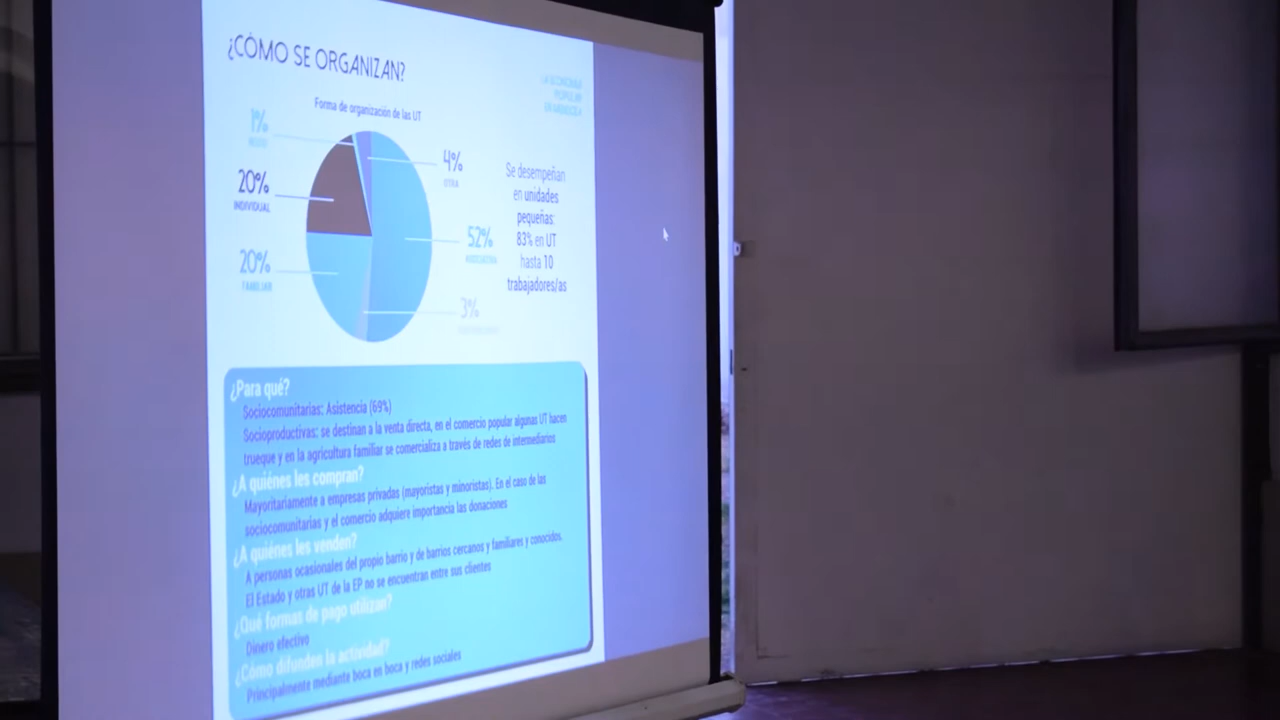 ¿CÓMO SE ORGANIZAN?
LA ECONOMÍA
POPULAR
EN MENDOZA
Forma de organización de las UT
1%
4%
OTRA
20%
INDIVIDUAL
52%
ASOCIATIVA
20%
FAMILIAR
3%
Se desempeñan
en unidades
pequeñas:
83% en UT
hasta 10
trabajadores/as
¿Para qué?
Sociocomunitarias: Asistencia (69%)
Socioproductivas: se destinan a la venta directa, en el comercio popular algunas UT hacen
trueque y en la agricultura familiar se comercializa a través de redes de intermediarios
¿A quiénes les compran?
Mayoritariamente a empresas privadas (mayoristas y minoristas). En el caso de las
sociocomunitarias y el comercio adquiere importancia las donaciones
¿A quiénes les venden?
A personas ocasionales del propio barrio y de barrios cercanos y familiares y conocidos.
El Estado y otras UT de la EP no se encuentran entre sus clientes
¿Qué formas de pago utilizan?
Dinero efectivo
¿Cómo difunden la actividad?
Principalmente mediante boca en boca y redes sociales